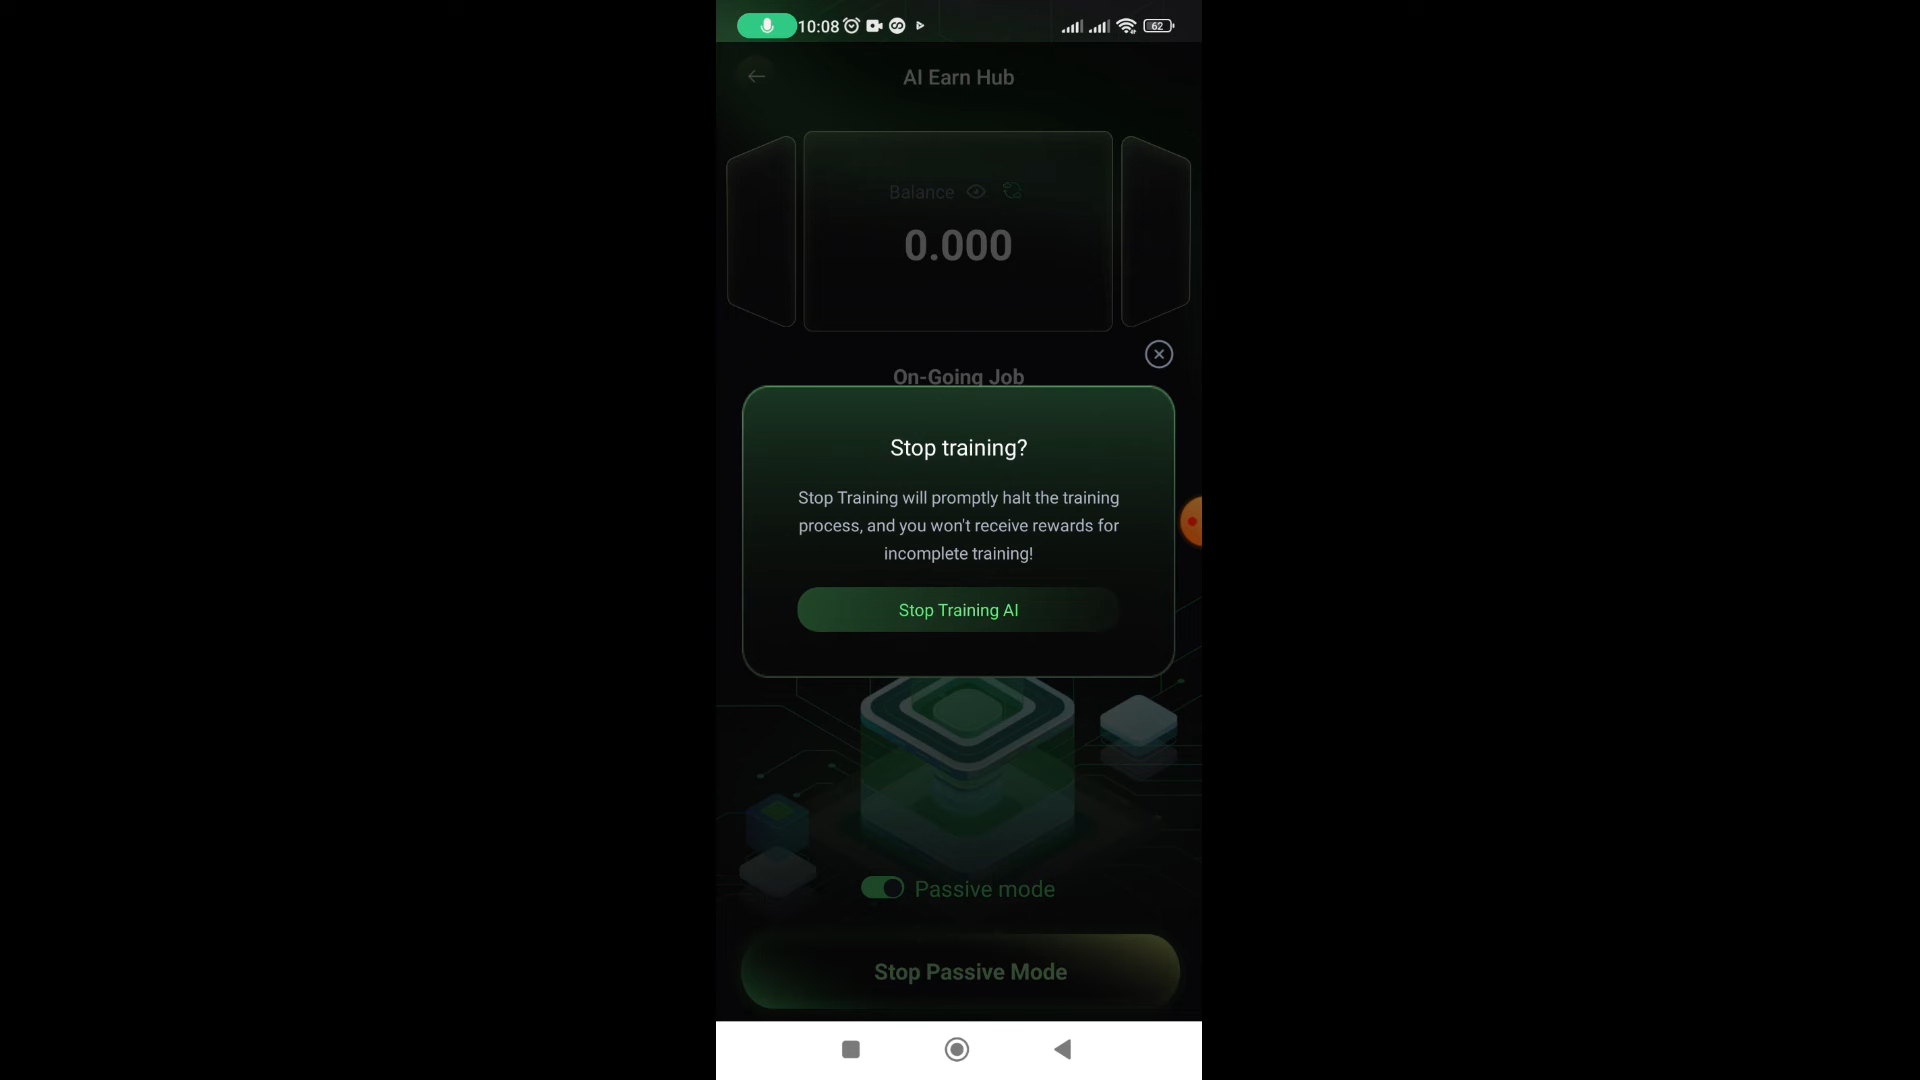 10:08
62
AI Earn Hub
Balance
0.000
On-Going Job
Stop training?
Stop Training will promptly halt the training
process, and you won't receive rewards for
incomplete training!
Stop Training AI
Passive mode
Stop Passive Mode